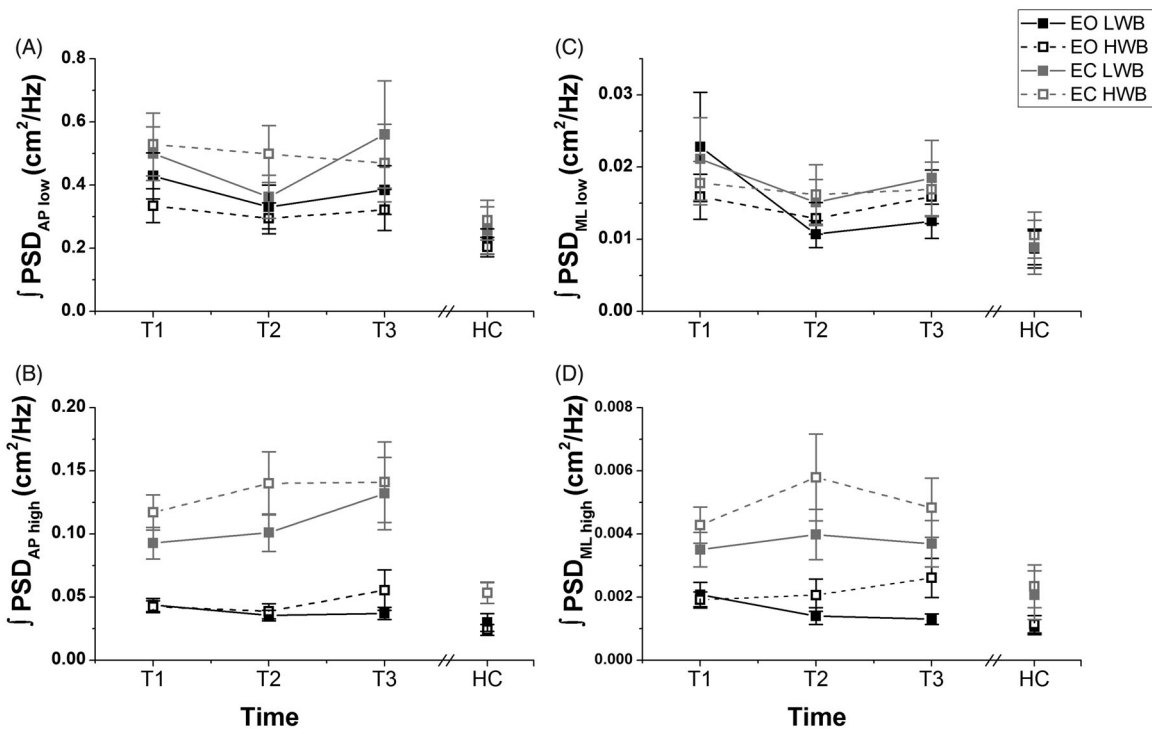 EO LWB
EO HWB
EC LWB
EC HWB
(A)
∫ PSD_AP low (cm²/Hz)
0.8
0.6
0.4
0.2
0.0
T1 T2 T3 HC
(C)
∫ PSD_ML low (cm²/Hz)
0.03
0.02
0.01
0.00
T1 T2 T3 HC
(B)
∫ PSD_AP high (cm²/Hz)
0.20
0.15
0.10
0.05
0.00
T1 T2 T3 HC
Time
(D)
∫ PSD_ML high (cm²/Hz)
0.008
0.006
0.004
0.002
0.000
T1 T2 T3 HC
Time